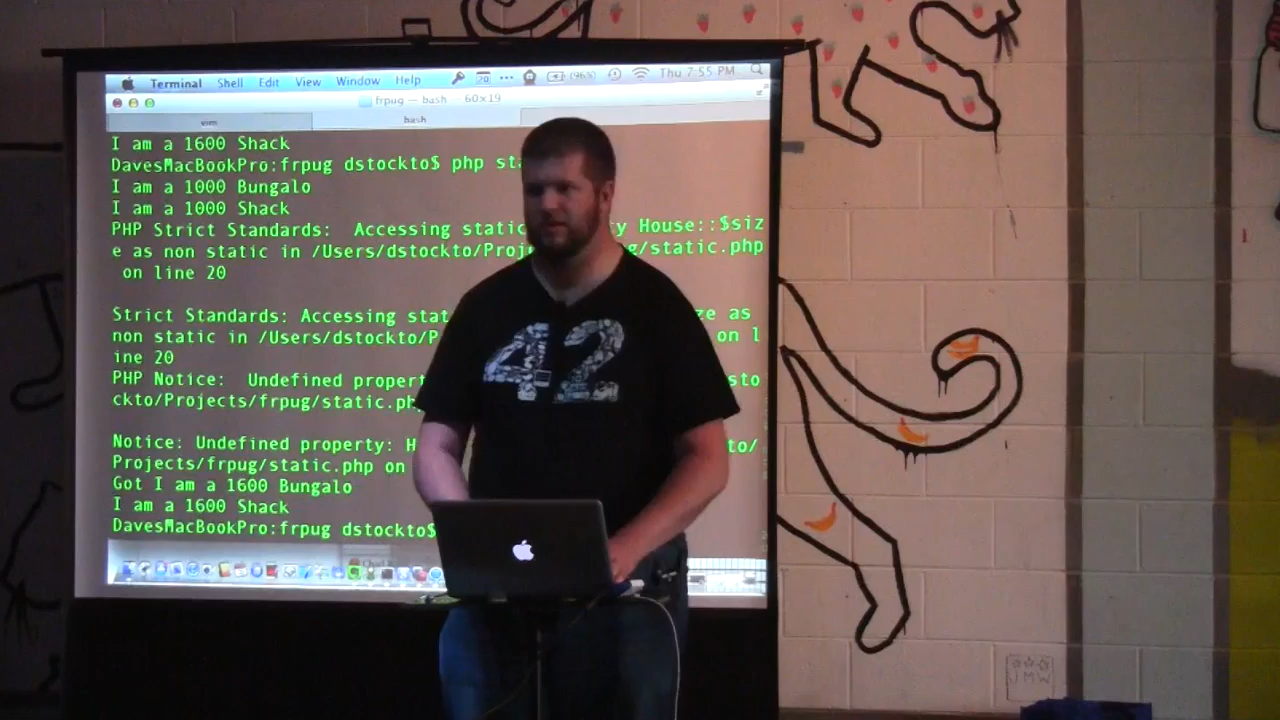 Terminal Shell Edit View Window Help (96%) Thu 7:55 PM
frpug — bash — 60×19
vim bash
I am a 1600 Shack
DavesMacBookPro:frpug dstockto$ php sta
I am a 1000 Bungalo
I am a 1000 Shack
PHP Strict Standards: Accessing static y House::$siz
e as non static in /Users/dstockto/Proj g/static.php
on line 20
Strict Standards: Accessing stat ze as
non static in /Users/dstockto/P on l
ine 20
PHP Notice: Undefined propert sto
ckto/Projects/frpug/static.ph
Notice: Undefined property: H to/
Projects/frpug/static.php on
Got I am a 1600 Bungalo
I am a 1600 Shack
DavesMacBookPro:frpug dstockto$
42
JMW